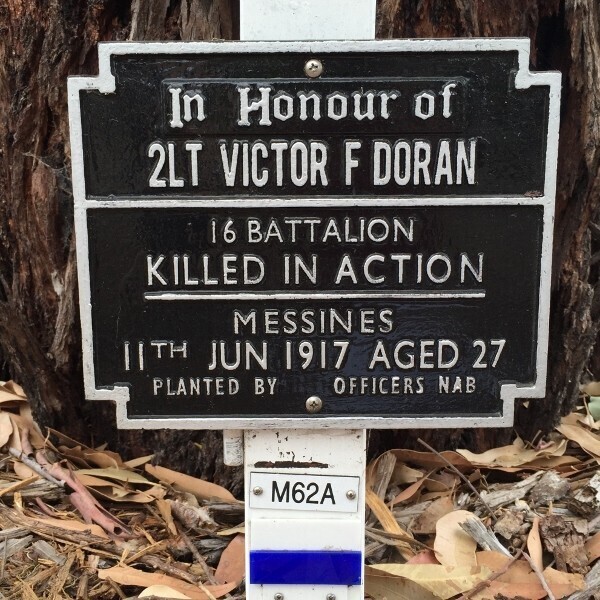 In Honour of
2LT VICTOR F DORAN
16 BATTALION
KILLED IN ACTION
MESSINES
11TH JUN 1917 AGED 27
PLANTED BY OFFICERS NAB
M62A